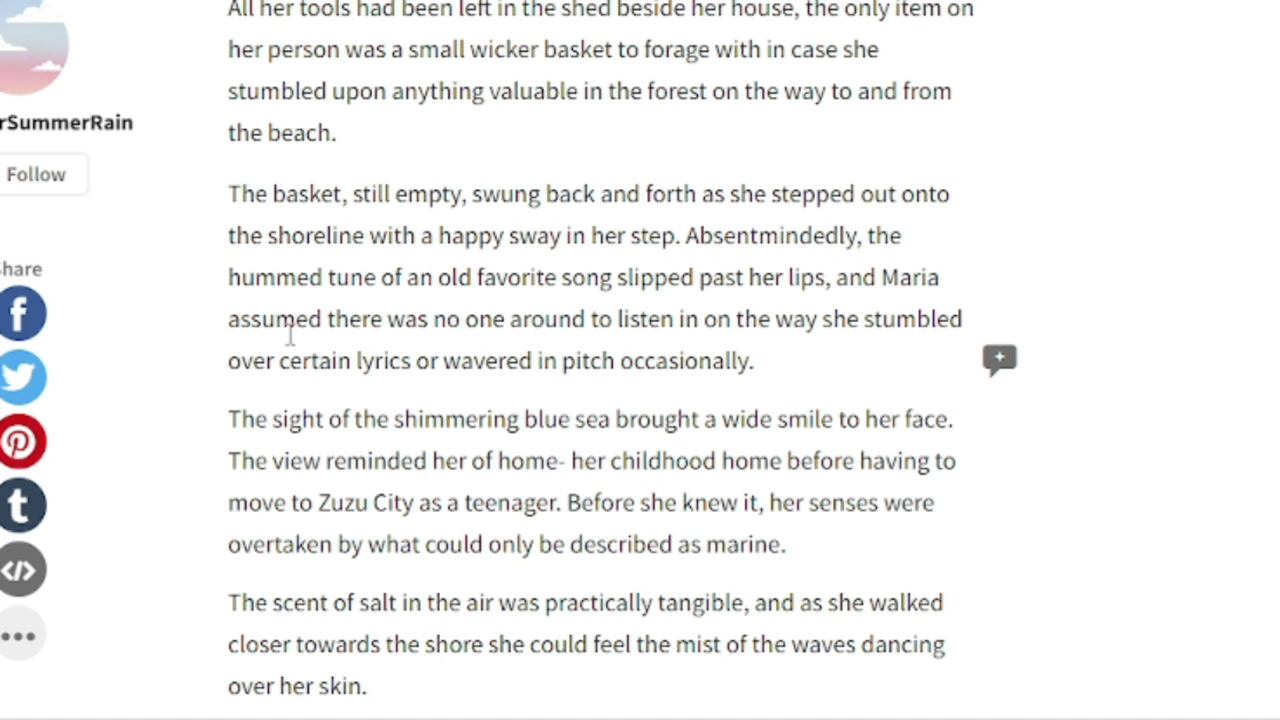 All her tools had been left in the shed beside her house, the only item on
her person was a small wicker basket to forage with in case she
stumbled upon anything valuable in the forest on the way to and from
the beach.
rSummerRain
Follow
The basket, still empty, swung back and forth as she stepped out onto
the shoreline with a happy sway in her step. Absentmindedly, the
hummed tune of an old favorite song slipped past her lips, and Maria
assumed there was no one around to listen in on the way she stumbled
over certain lyrics or wavered in pitch occasionally.
Share
The sight of the shimmering blue sea brought a wide smile to her face.
The view reminded her of home- her childhood home before having to
move to Zuzu City as a teenager. Before she knew it, her senses were
overtaken by what could only be described as marine.
The scent of salt in the air was practically tangible, and as she walked
closer towards the shore she could feel the mist of the waves dancing
over her skin.